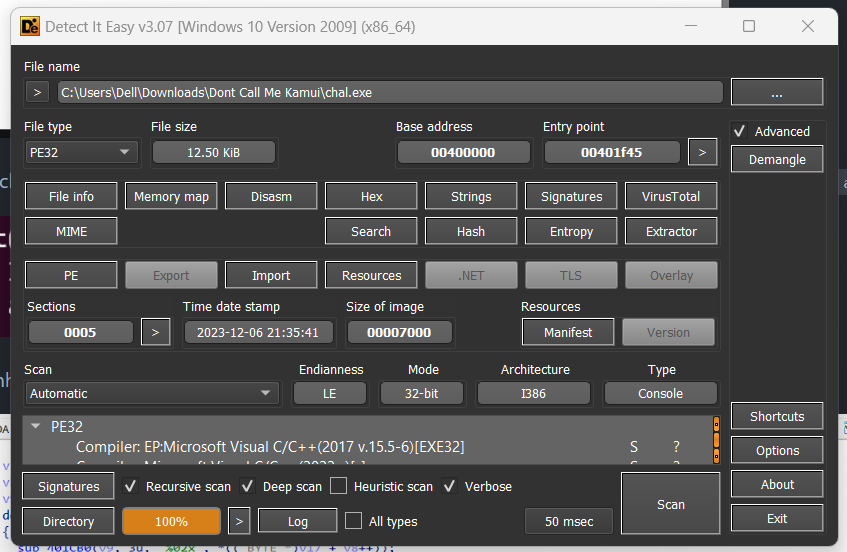 Detect It Easy v3.07 [Windows 10 Version 2009] (x86_64)
File name
> C:\Users\Dell\Downloads\Dont Call Me Kamui\chal.exe ...
File type File size Base address Entry point Advanced
PE32 12.50 KiB 00400000 00401f45 > Demangle
File info Memory map Disasm Hex Strings Signatures VirusTotal
MIME Search Hash Entropy Extractor
PE Export Import Resources .NET TLS Overlay
Sections Time date stamp Size of image Resources
0005 > 2023-12-06 21:35:41 00007000 Manifest Version
Scan Endianness Mode Architecture Type
Automatic LE 32-bit I386 Console
PE32 Shortcuts
Compiler: EP:Microsoft Visual C/C++(2017 v.15.5-6)[EXE32] S ?
Options
Signatures Recursive scan Deep scan Heuristic scan Verbose Scan About
Directory 100% > Log All types 50 msec Exit